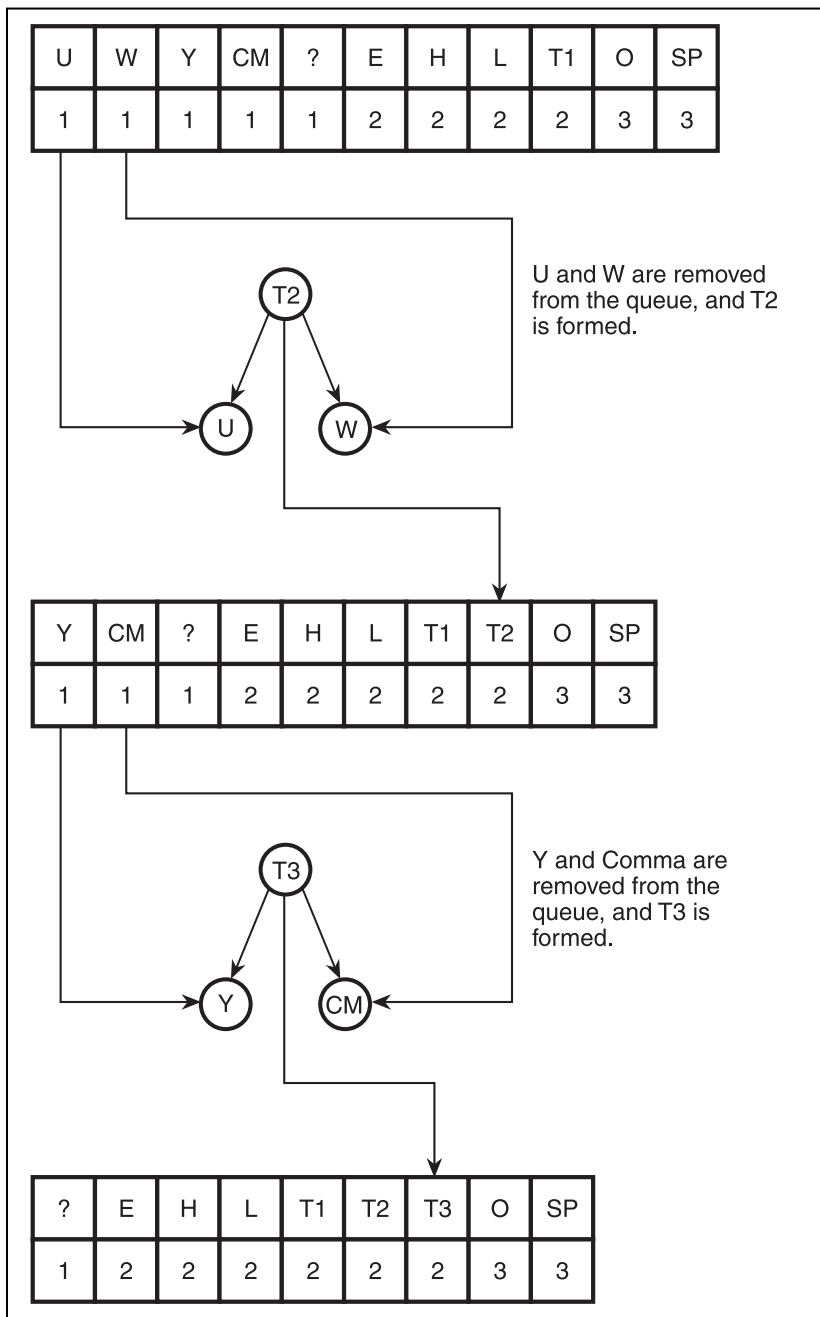 U W Y CM ? E H L T1 O SP
1 1 1 1 1 2 2 2 2 3 3
T2
U and W are removed
from the queue, and T2
is formed.
U W
Y CM ? E H L T1 T2 O SP
1 1 1 2 2 2 2 2 3 3
T3
Y and Comma are
removed from the
queue, and T3 is
formed.
Y CM
? E H L T1 T2 T3 O SP
1 2 2 2 2 2 2 3 3